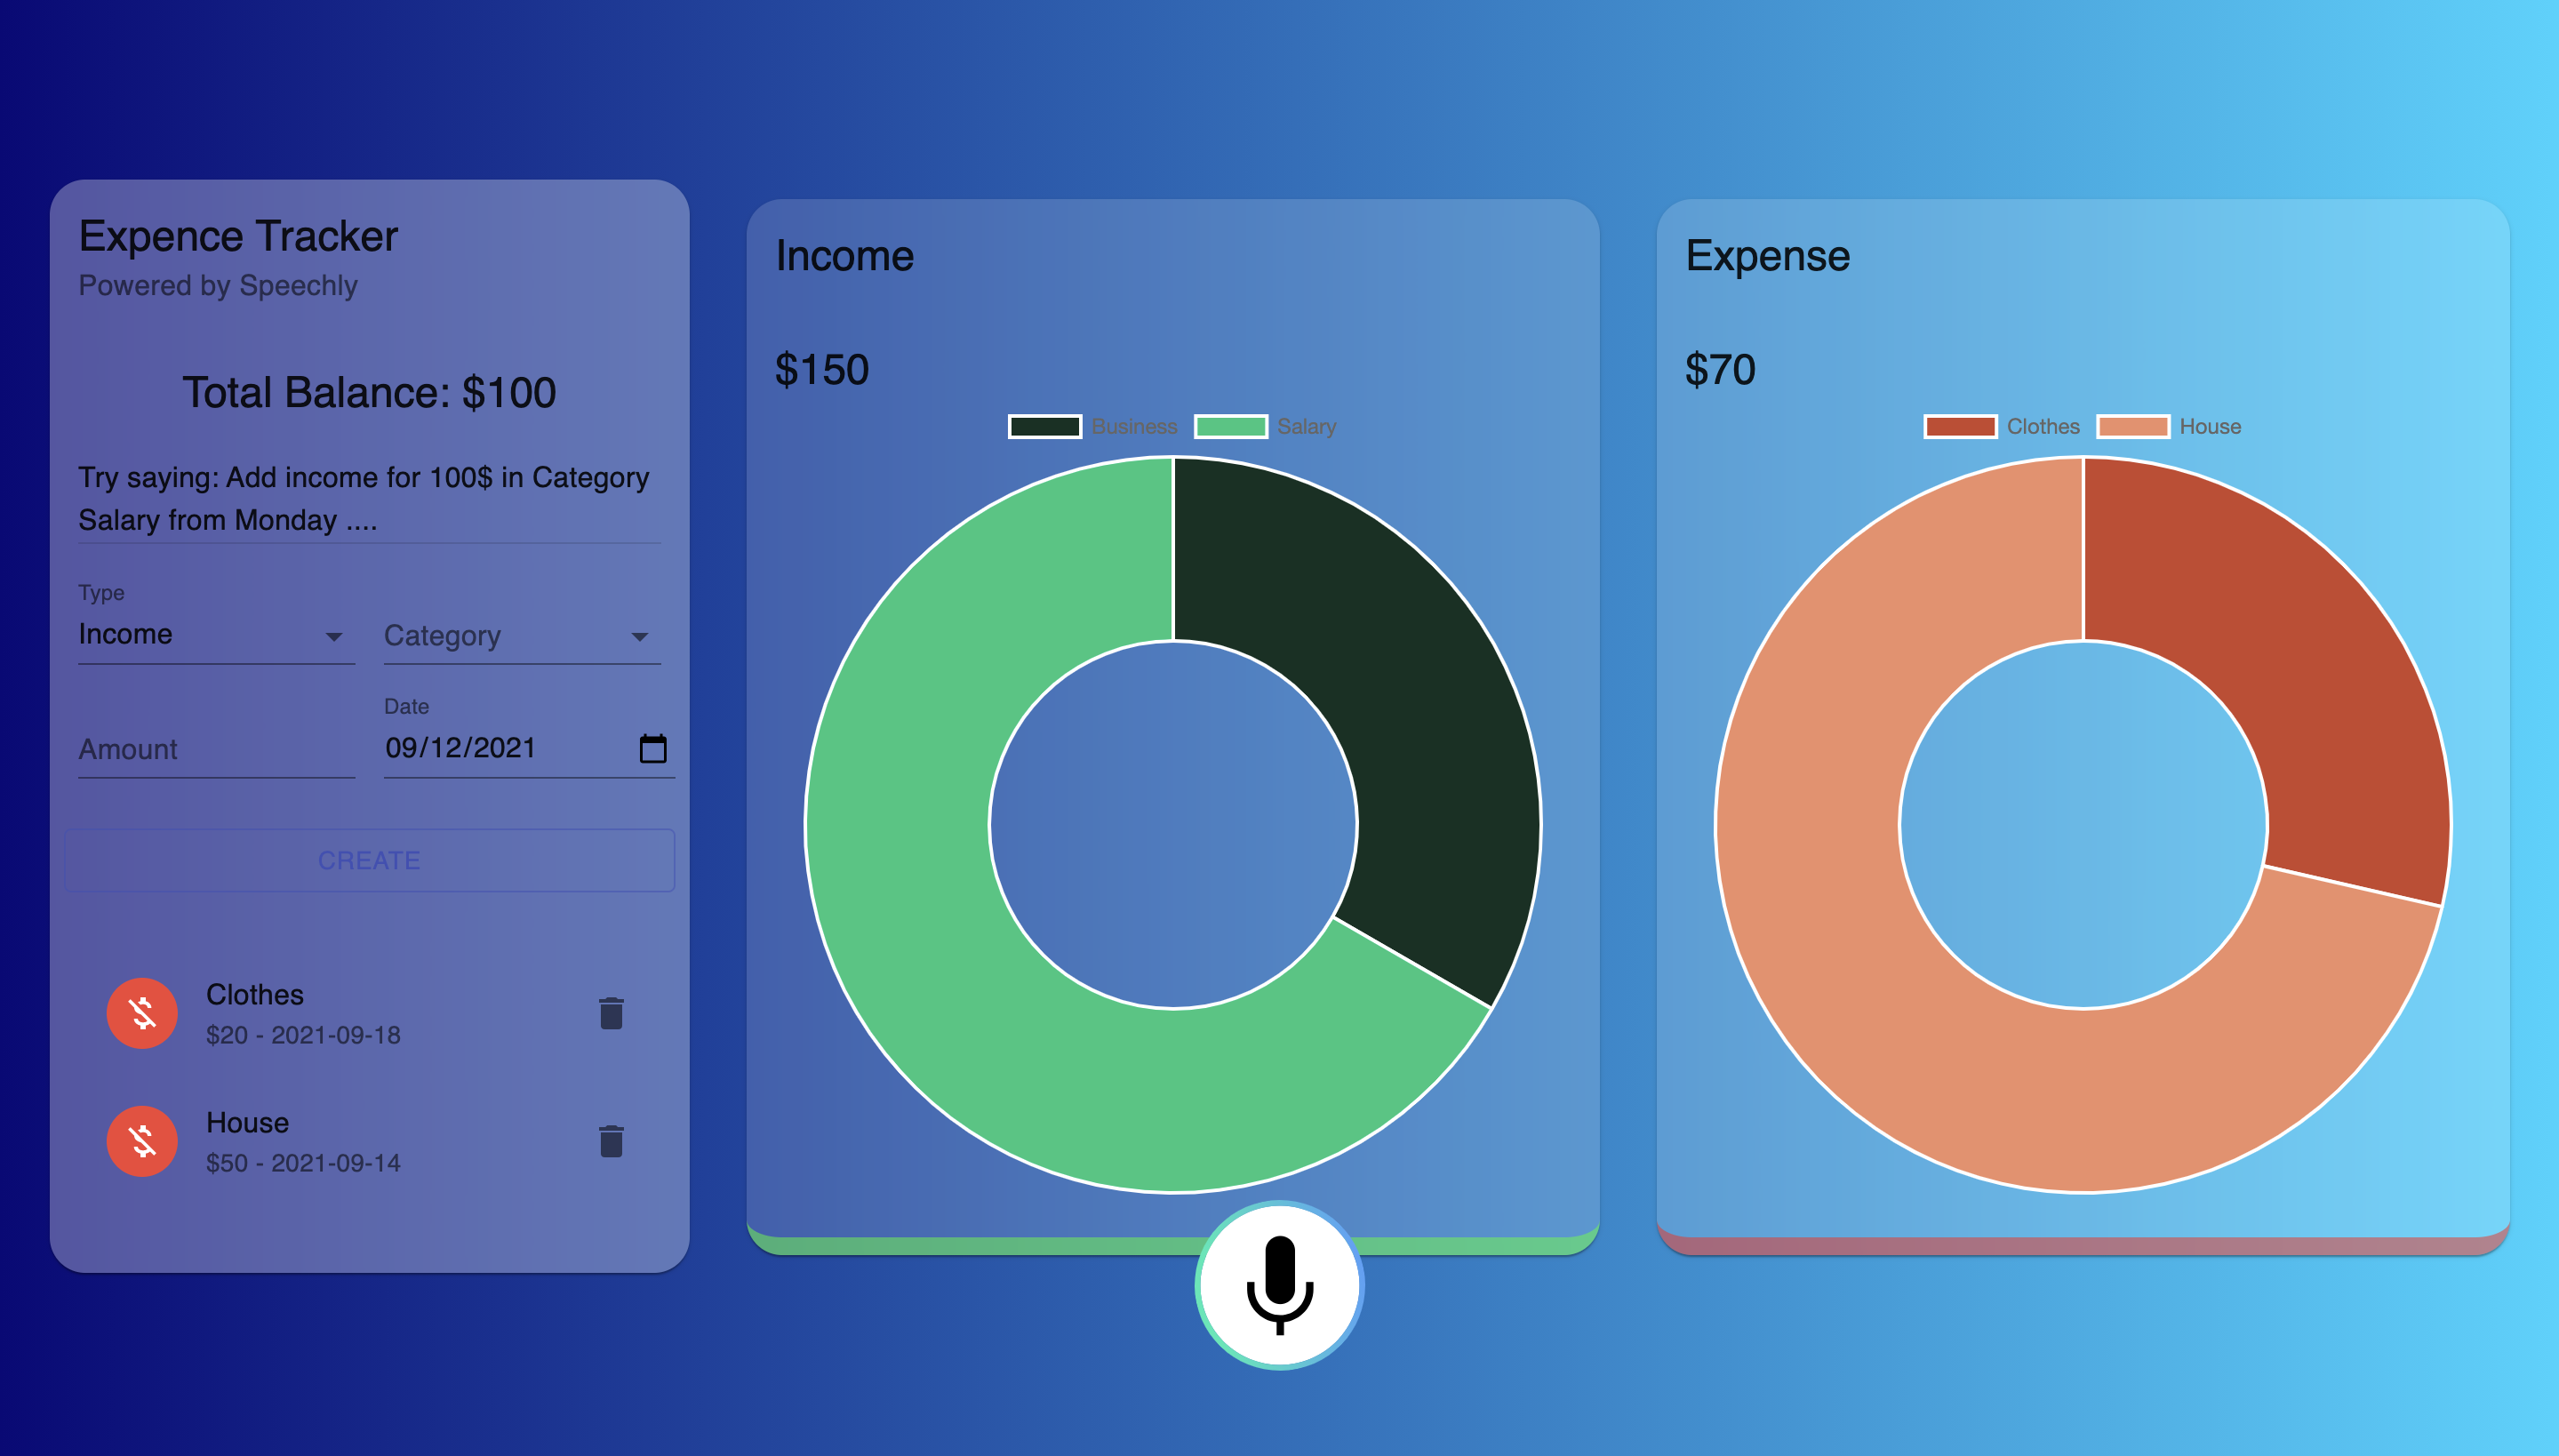 Expence Tracker
Powered by Speechly
Total Balance: $100
Try saying: Add income for 100$ in Category
Salary from Monday ....
Type
Income
Category
Amount
Date
09/12/2021
CREATE
Clothes
$20 - 2021-09-18
House
$50 - 2021-09-14
Income
$150
Business
Salary
Expense
$70
Clothes
House